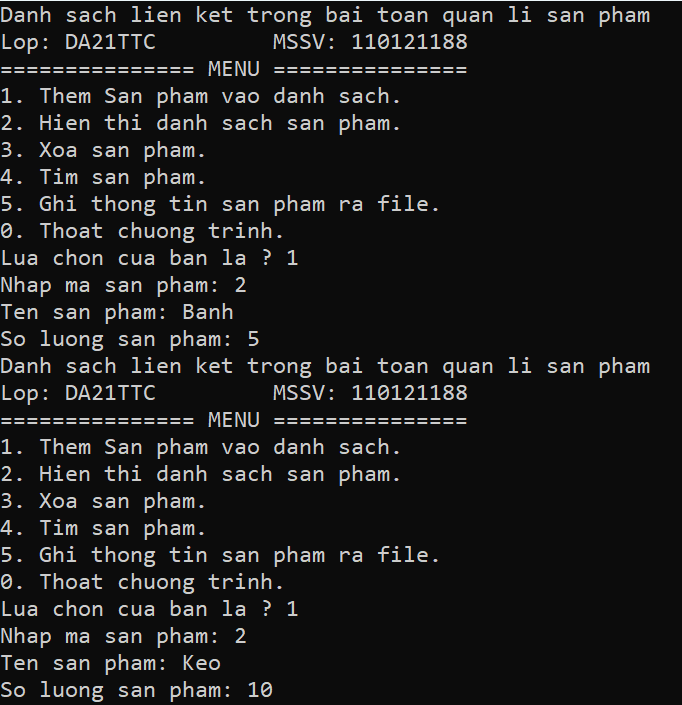 Danh sach lien ket trong bai toan quan li san pham
Lop: DA21TTC         MSSV: 110121188
=============== MENU ===============
1. Them San pham vao danh sach.
2. Hien thi danh sach san pham.
3. Xoa san pham.
4. Tim san pham.
5. Ghi thong tin san pham ra file.
0. Thoat chuong trinh.
Lua chon cua ban la ? 1
Nhap ma san pham: 2
Ten san pham: Banh
So luong san pham: 5
Danh sach lien ket trong bai toan quan li san pham
Lop: DA21TTC         MSSV: 110121188
=============== MENU ===============
1. Them San pham vao danh sach.
2. Hien thi danh sach san pham.
3. Xoa san pham.
4. Tim san pham.
5. Ghi thong tin san pham ra file.
0. Thoat chuong trinh.
Lua chon cua ban la ? 1
Nhap ma san pham: 2
Ten san pham: Keo
So luong san pham: 10